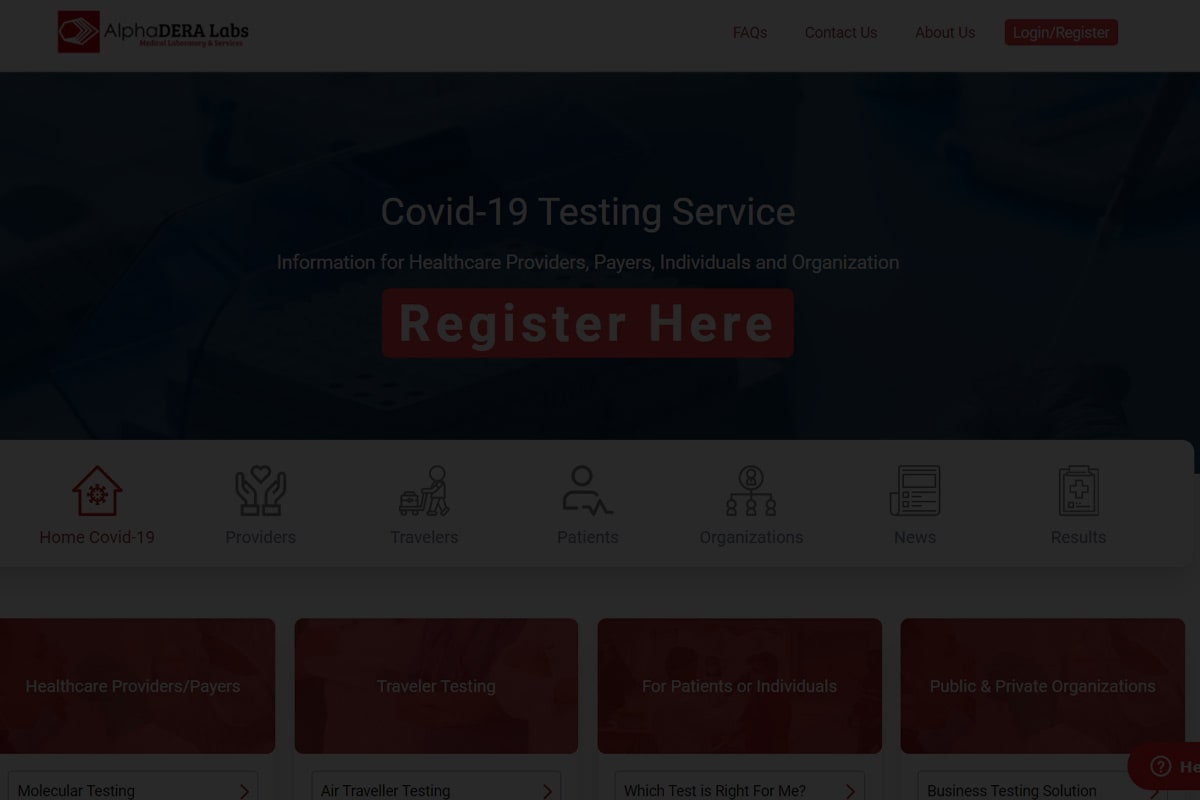 AlphaDERA Labs
Medical Laboratory & Services
FAQs
Contact Us
About Us
Login/Register
Covid-19 Testing Service
Information for Healthcare Providers, Payers, Individuals and Organization
Register Here
Home Covid-19
Providers
Travelers
Patients
Organizations
News
Results
Healthcare Providers/Payers
Traveler Testing
For Patients or Individuals
Public & Private Organizations
Molecular Testing
Air Traveller Testing
Which Test is Right For Me?
Business Testing Solution
He